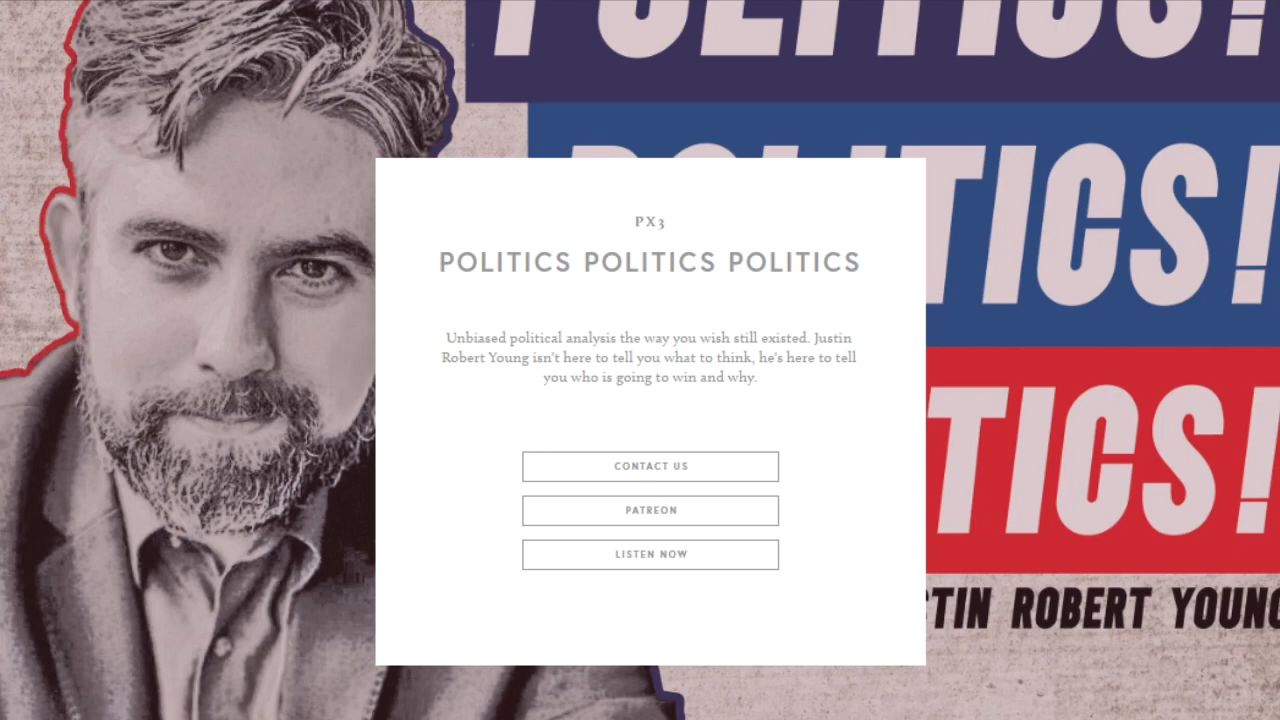 POLITICS!
POLITICS!
TICS!
TIN ROBERT YOUNG
PX3
POLITICS POLITICS POLITICS
Unbiased political analysis the way you wish still existed. Justin
Robert Young isn't here to tell you what to think, he's here to tell
you who is going to win and why.
CONTACT US
PATREON
LISTEN NOW